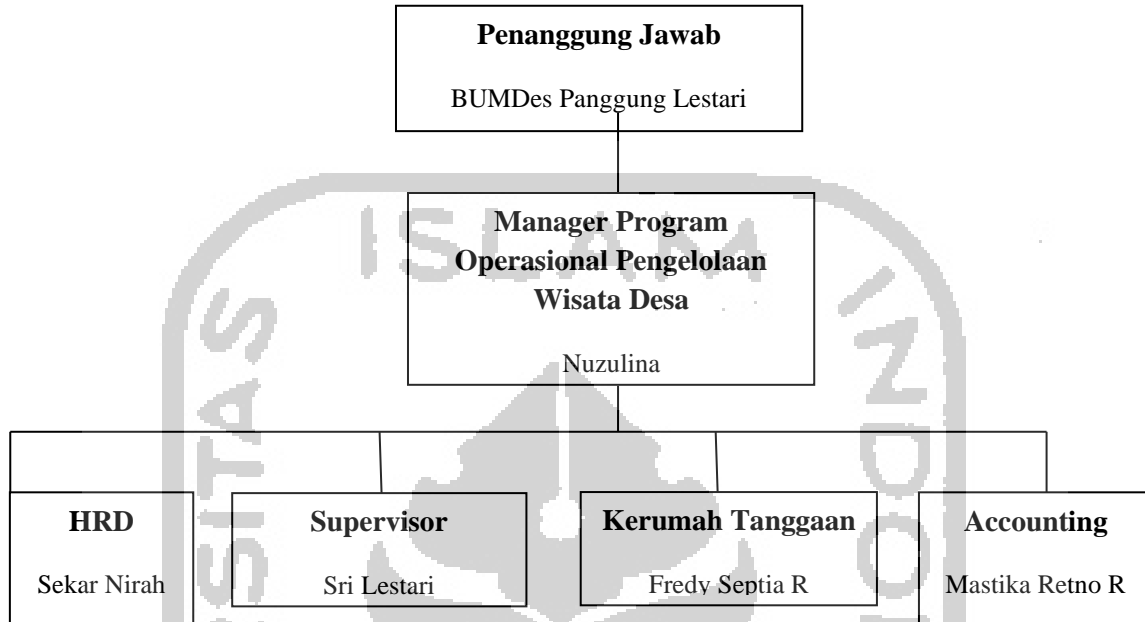 Penanggung Jawab
BUMDes Panggung Lestari
ISLAM
Manager Program
Operasional Pengelolaan
Wisata Desa
Nuzulina
HRD
Sekar Nirah
Supervisor
Sri Lestari
Kerumah Tanggaan
Fredy Septia R
Accounting
Mastika Retno R